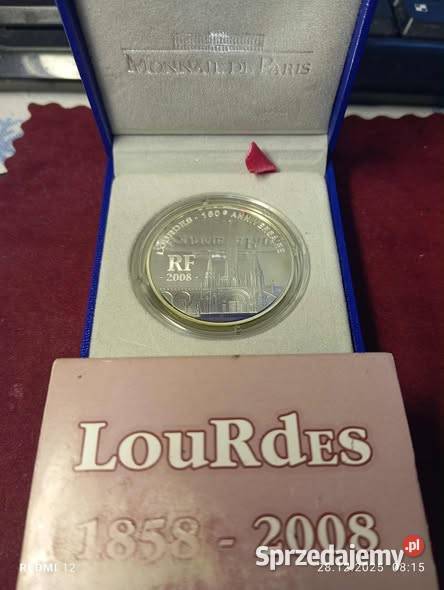 MONNAIE DE PARIS
LOURDES - 150e ANNIVERSAIRE
RF
- 2008 -
LouRdES
1858 - 2008
Sprzedajemy.pl
REDMI 12
28.12.2025 08:15